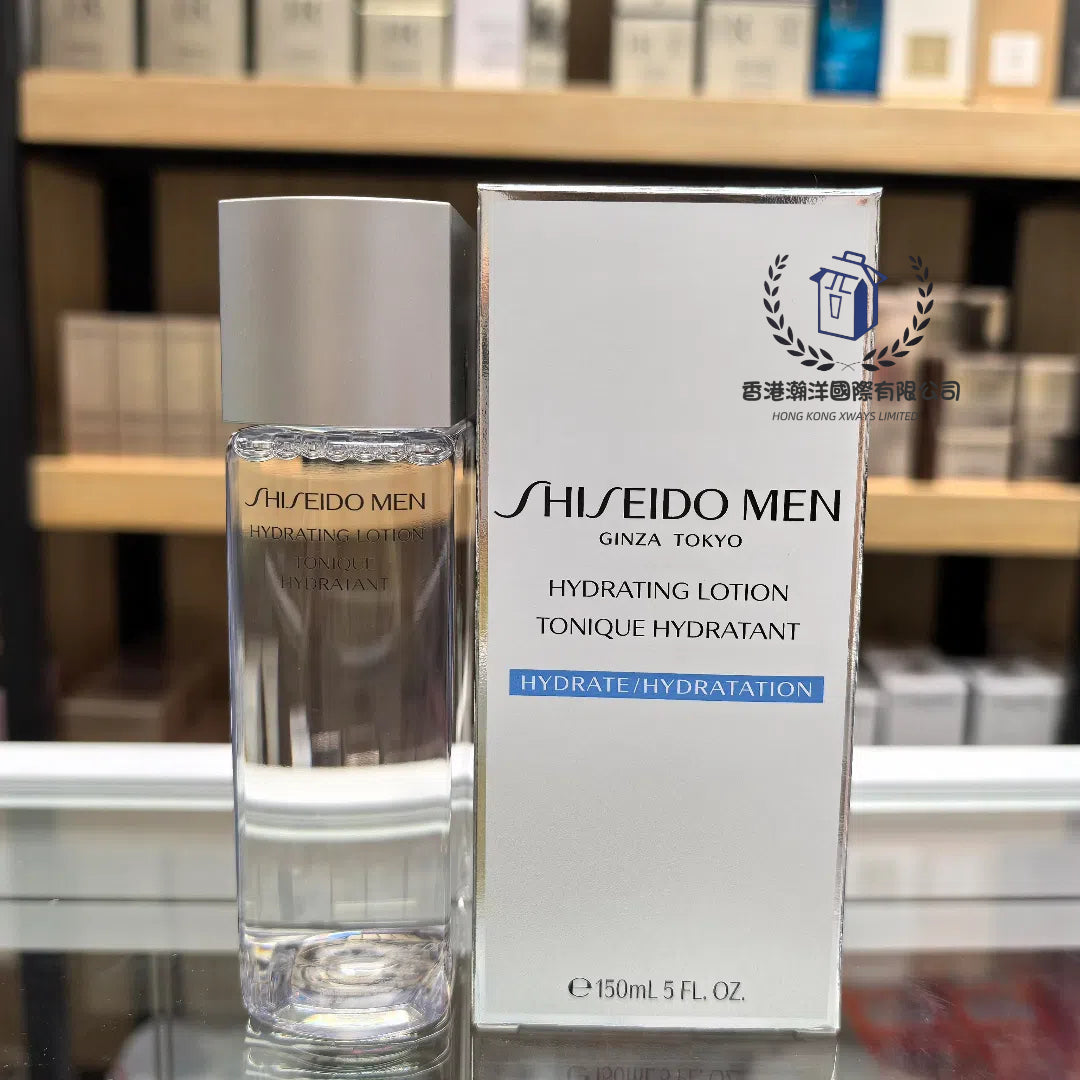 香港瀚洋國際有限公司
HONG KONG XWAYS LIMITED
SHISEIDO MEN
HYDRATING LOTION
TONIQUE
HYDRATANT
SHISEIDO MEN
GINZA TOKYO
HYDRATING LOTION
TONIQUE HYDRATANT
HYDRATE/HYDRATATION
℮150mL 5 FL. OZ.